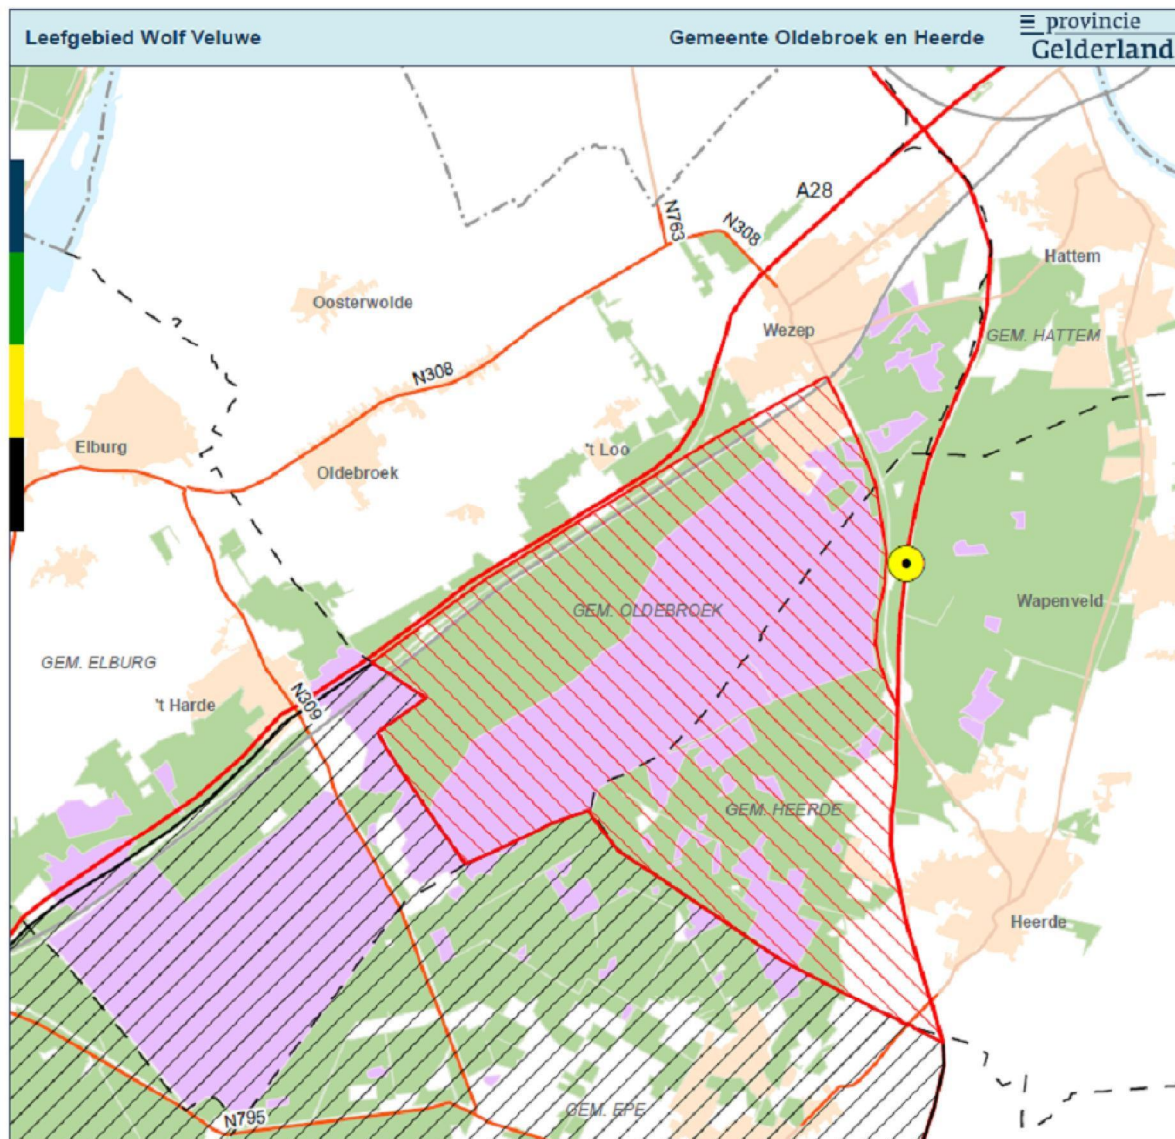 Leefgebied Wolf Veluwe
Gemeente Oldebroek en Heerde
provincie
Gelderland
A28
N763
N308
Hattem
Oosterwolde
Wezep
GEM. HATTEM
N308
Elburg
Oldebroek
't Loo
Wapenveld
GEM. OLDEBROEK
GEM. ELBURG
't Harde
N309
GEM. HEERDE
Heerde
N795
GEM. EPE